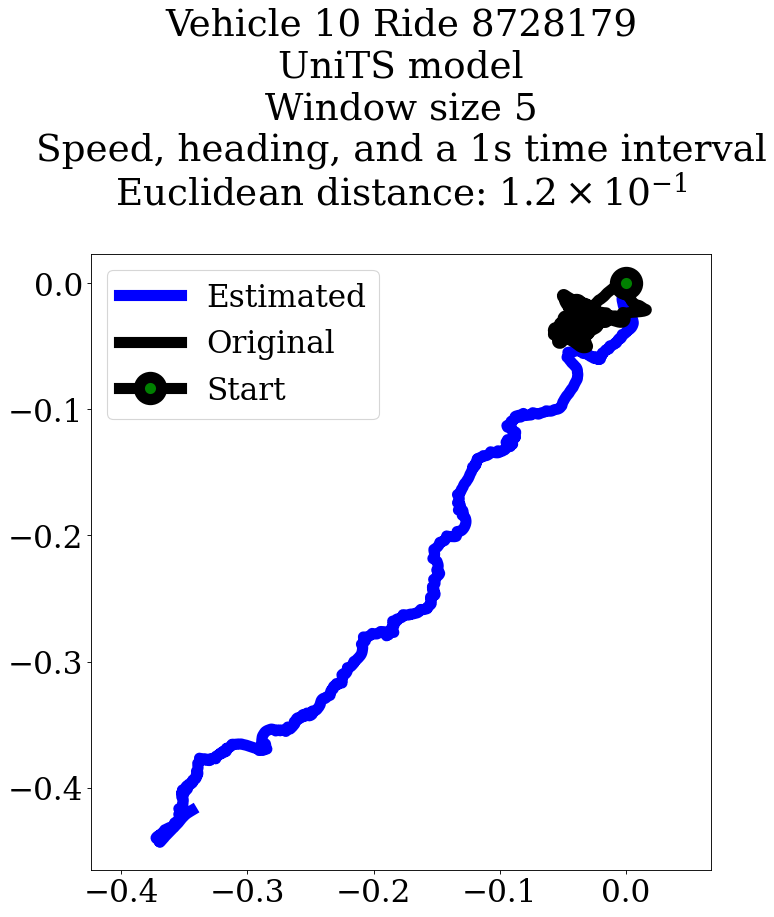 Vehicle 10 Ride 8728179
UniTS model
Window size 5
Speed, heading, and a 1s time interval
Euclidean distance: 1.2 × 10⁻¹
Estimated
Original
Start
0.0
−0.1
−0.2
−0.3
−0.4
−0.4 −0.3 −0.2 −0.1 0.0